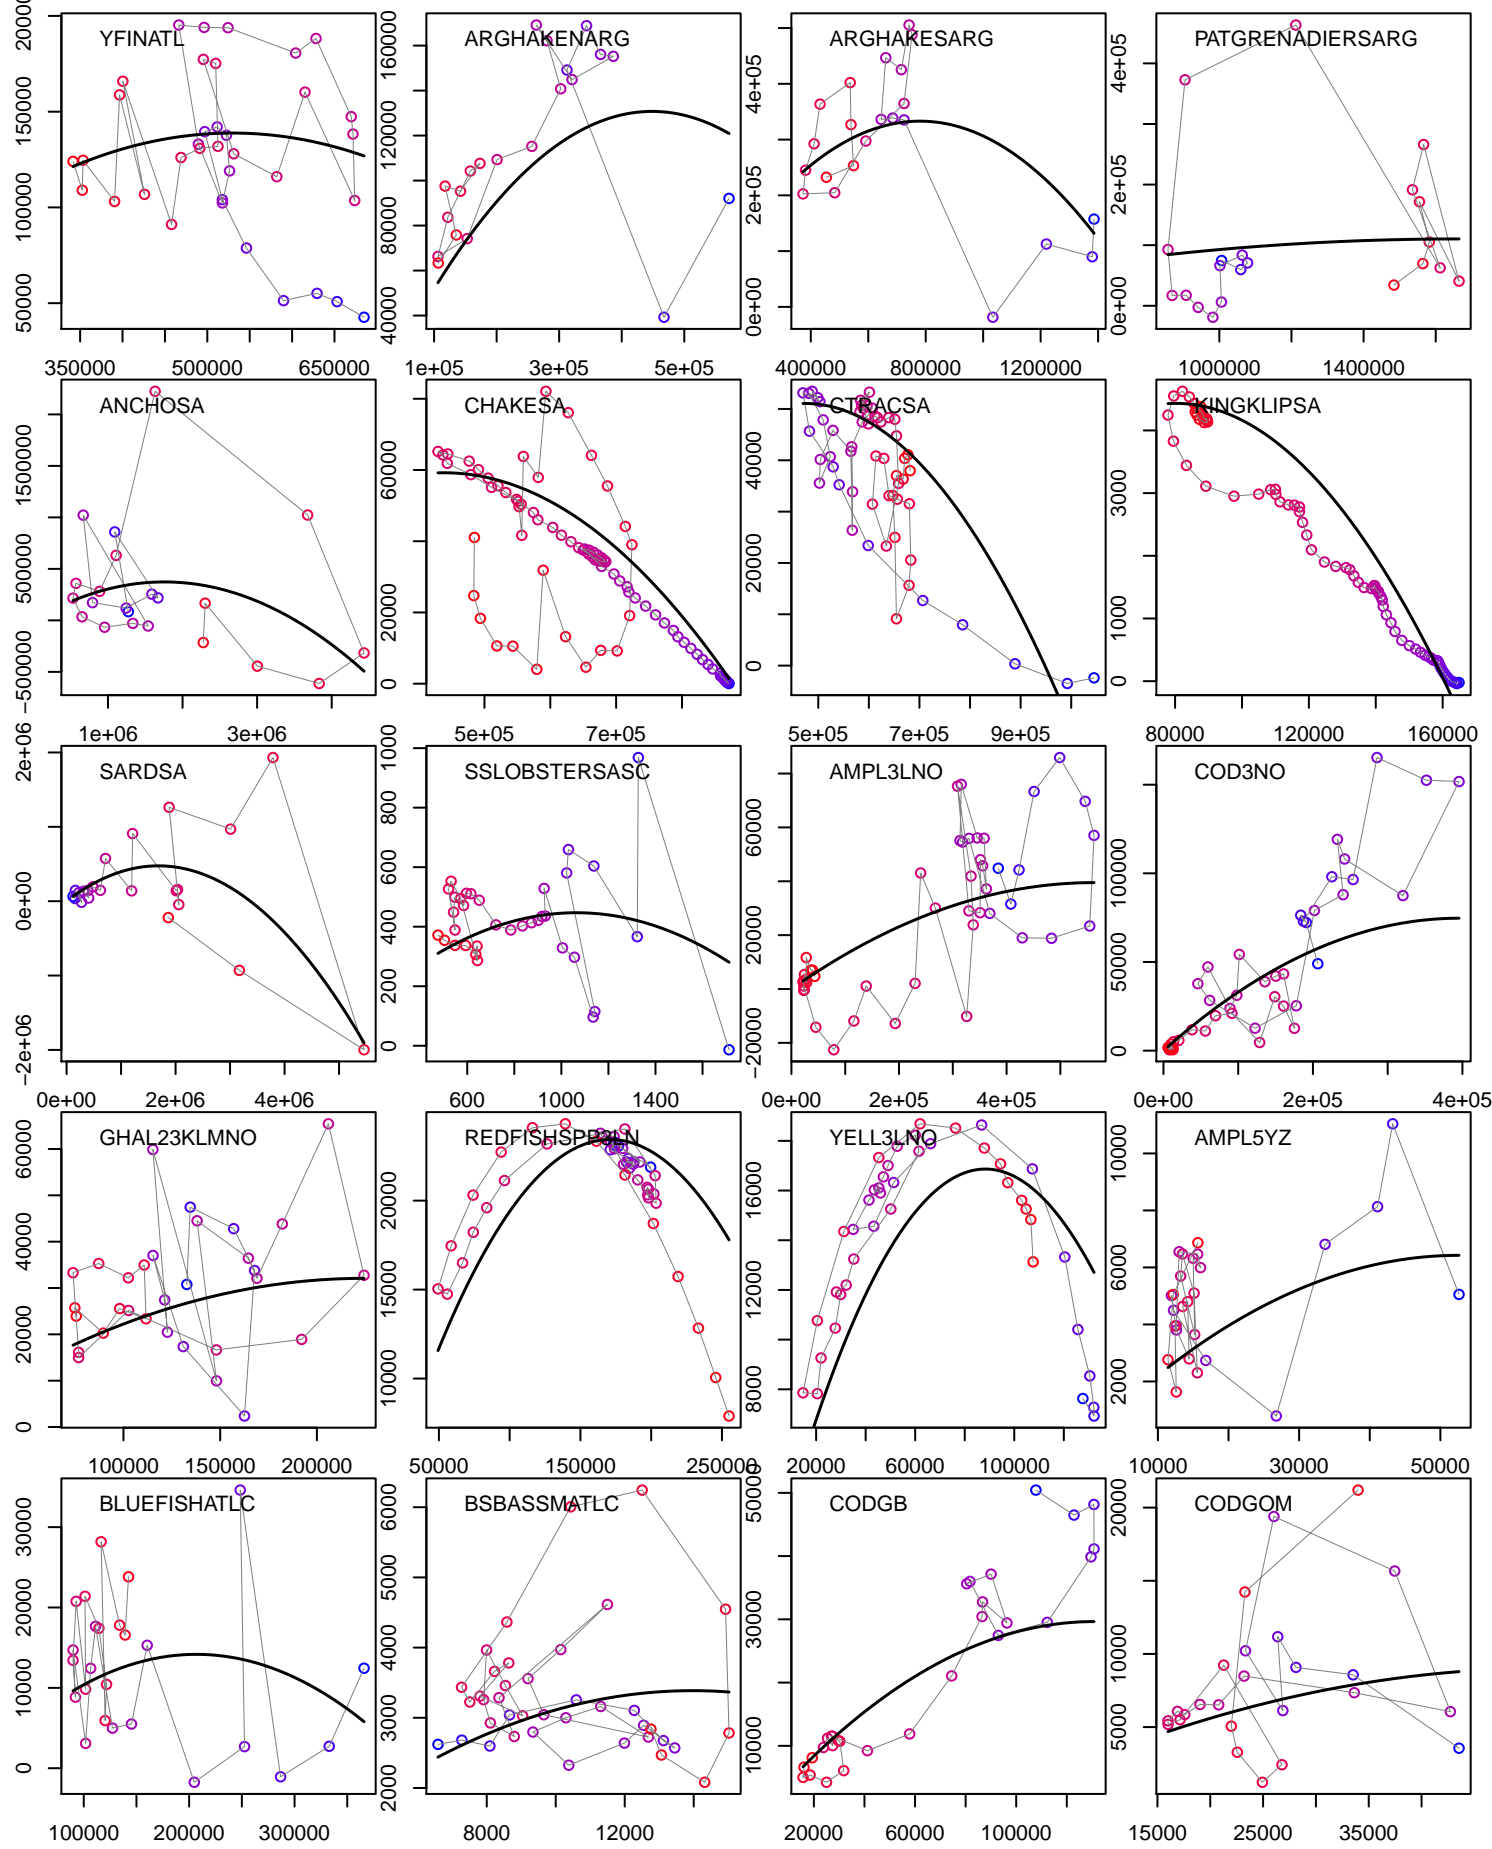 YFINATL
200000
150000
100000
50000
350000 500000 650000
ARGHAKENARG
160000
120000
80000
40000
1e+05 3e+05 5e+05
ARGHAKESARG
4e+05
2e+05
0e+00
400000 800000 1200000
PATGRENADIERSARG
4e+05
2e+05
0e+00
1000000 1400000
ANCHOSA
1500000
500000
−500000
1e+06 3e+06
CHAKESA
60000
20000
0
5e+05 7e+05
CTRACSA
40000
20000
0
5e+05 7e+05 9e+05
KINGKLIPSA
3000
1000
0
80000 120000 160000
SARDSA
2e+06
0e+00
−2e+06
0e+00 2e+06 4e+06
SSLOBSTERSASC
1000
800
600
400
200
0
600 1000 1400
AMPL3LNO
60000
20000
−20000
0e+00 2e+05 4e+05
COD3NO
100000
50000
0
0e+00 2e+05 4e+05
GHAL23KLMNO
60000
40000
20000
0
100000 150000 200000
REDFISHSPP3LN
20000
15000
10000
50000 150000 250000
YELL3LNO
16000
12000
8000
20000 60000 100000
AMPL5YZ
10000
6000
2000
10000 30000 50000
BLUEFISHATLC
30000
20000
10000
0
100000 200000 300000
BSBASSMATLC
6000
5000
4000
3000
2000
8000 12000
CODGB
50000
30000
10000
20000 60000 100000
CODGOM
20000
10000
5000
15000 25000 35000